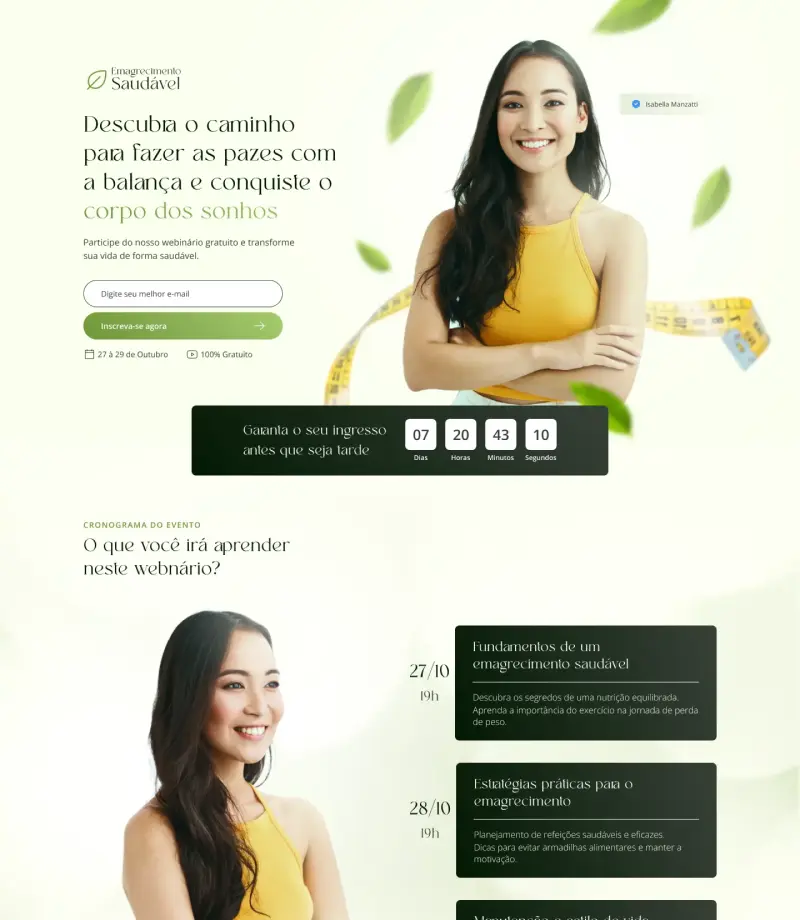 Emagrecimento
Saudável
Isabella Manzatti
Descubra o caminho
para fazer as pazes com
a balança e conquiste o
corpo dos sonhos
Participe do nosso webinário gratuito e transforme
sua vida de forma saudável.
Digite seu melhor e-mail
Inscreva-se agora
27 à 29 de Outubro
100% Gratuito
Garanta o seu ingresso
antes que seja tarde
07 20 43 10
Dias Horas Minutos Segundos
CRONOGRAMA DO EVENTO
O que você irá aprender
neste webnário?
27/10
19h
Fundamentos de um
emagrecimento saudável
Descubra os segredos de uma nutrição equilibrada.
Aprenda a importância do exercício na jornada de perda
de peso.
28/10
19h
Estratégias práticas para o
emagrecimento
Planejamento de refeições saudáveis e eficazes.
Dicas para evitar armadilhas alimentares e manter a
motivação.
Manutenção e estilo de vida